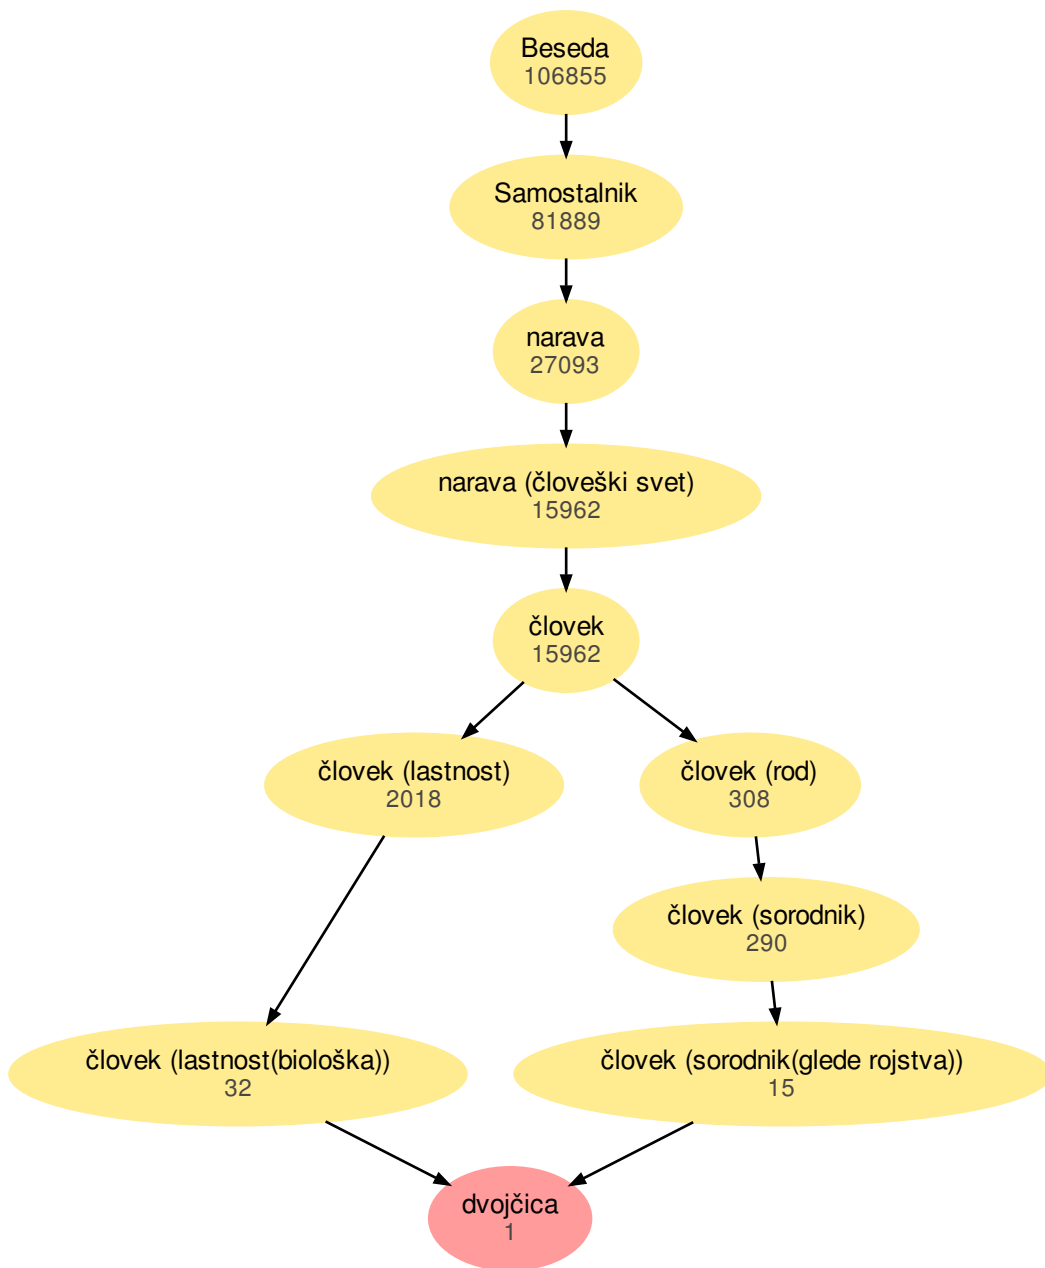 Beseda
106855
Samostalnik
81889
narava
27093
narava (človeški svet)
15962
človek
15962
človek (lastnost)
2018
človek (rod)
308
človek (sorodnik)
290
človek (lastnost(biološka))
32
človek (sorodnik(glede rojstva))
15
dvojčica
1